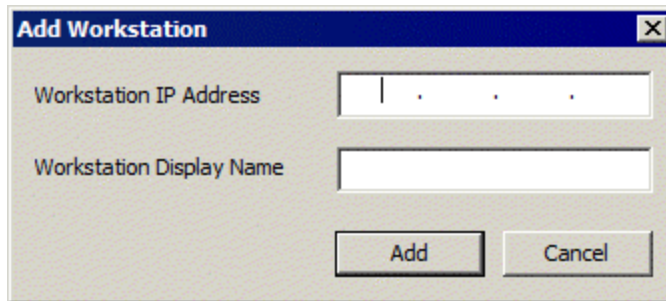 Add Workstation
Workstation IP Address . . .
Workstation Display Name
Add Cancel